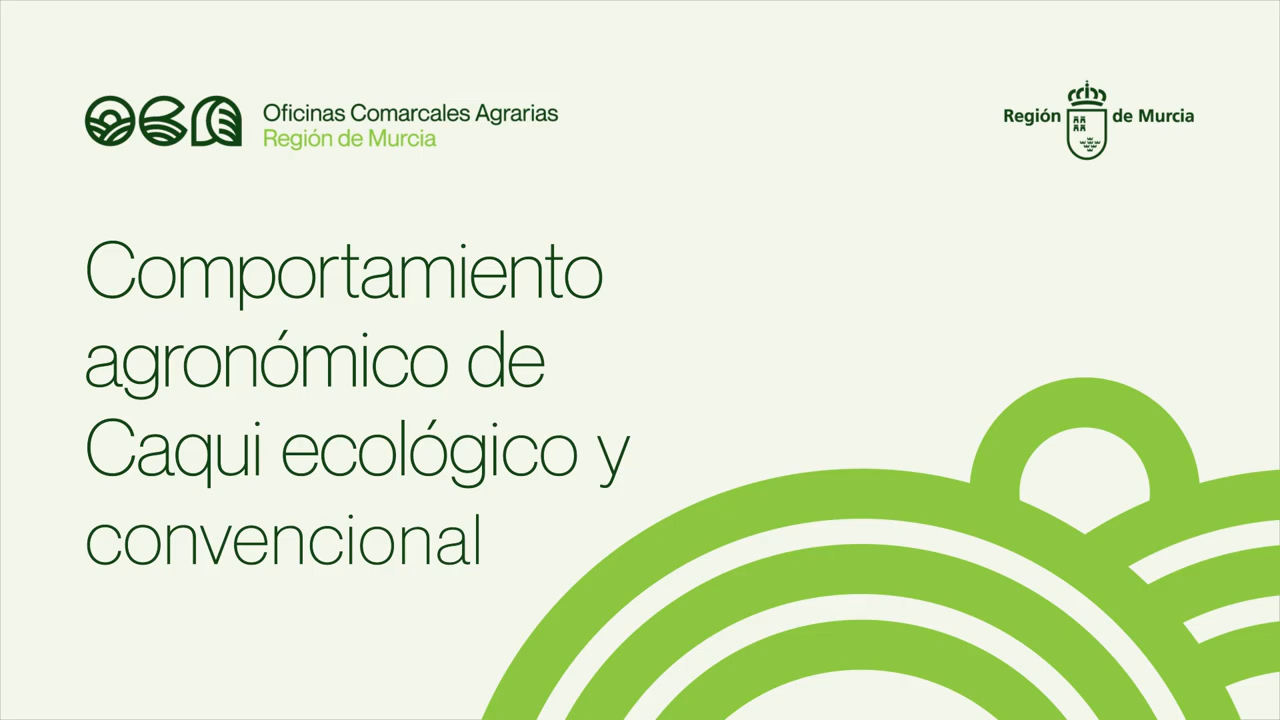 Oficinas Comarcales Agrarias
Región de Murcia
Región de Murcia
Comportamiento
agronómico de
Caqui ecológico y
convencional